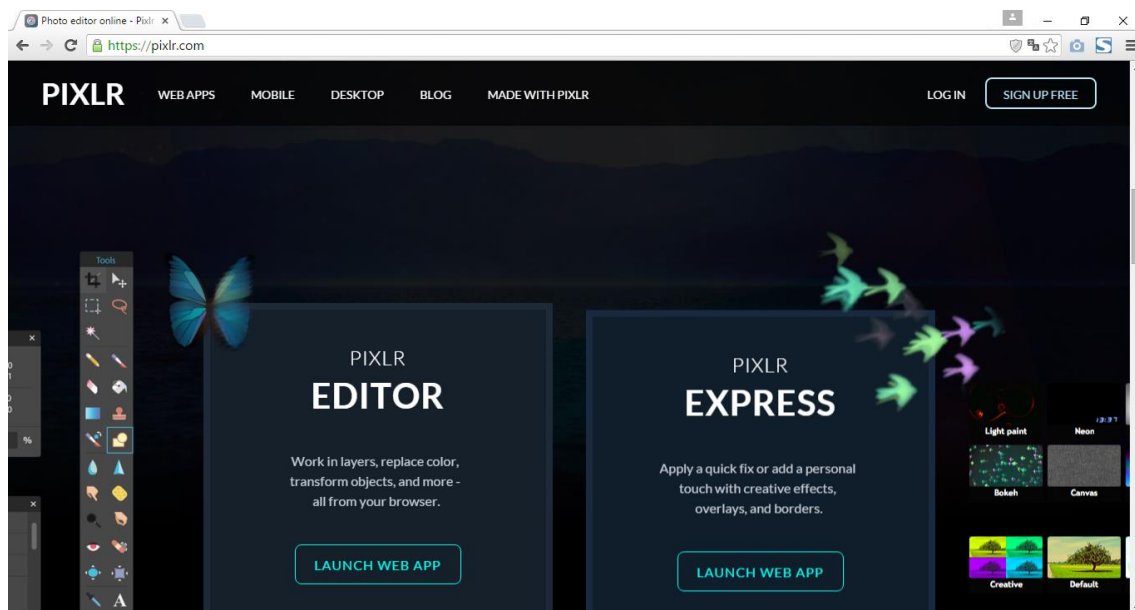 Photo editor online - Pixlr
https://pixlr.com
PIXLR
WEB APPS
MOBILE
DESKTOP
BLOG
MADE WITH PIXLR
LOG IN
SIGN UP FREE
Tools
%
A
PIXLR
EDITOR
Work in layers, replace color,
transform objects, and more -
all from your browser.
LAUNCH WEB APP
PIXLR
EXPRESS
Apply a quick fix or add a personal
touch with creative effects,
overlays, and borders.
LAUNCH WEB APP
13:37
Light paint
Neon
Bokeh
Canvas
Creative
Default